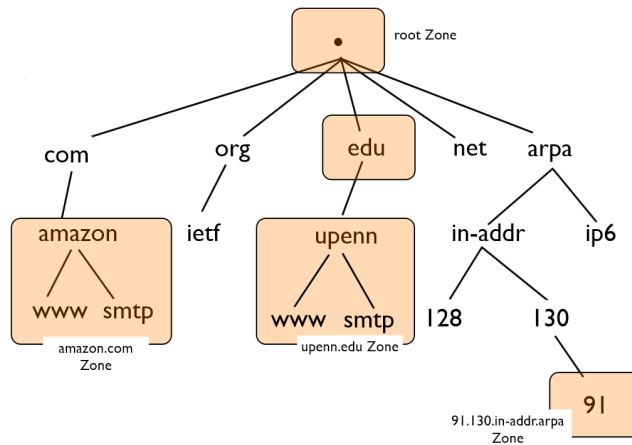 .
root Zone
com
org
edu
net
arpa
amazon
ietf
upenn
in-addr
ip6
www smtp
www smtp
128
130
amazon.com
Zone
upenn.edu Zone
91
91.130.in-addr.arpa
Zone